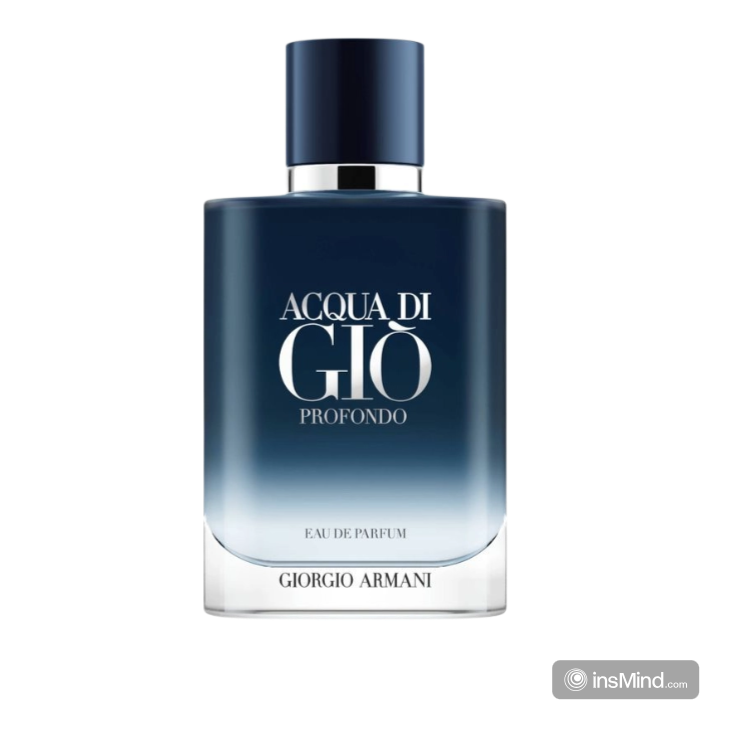 ACQUA DI
GIÒ
PROFONDO
EAU DE PARFUM
GIORGIO ARMANI
insMind.com